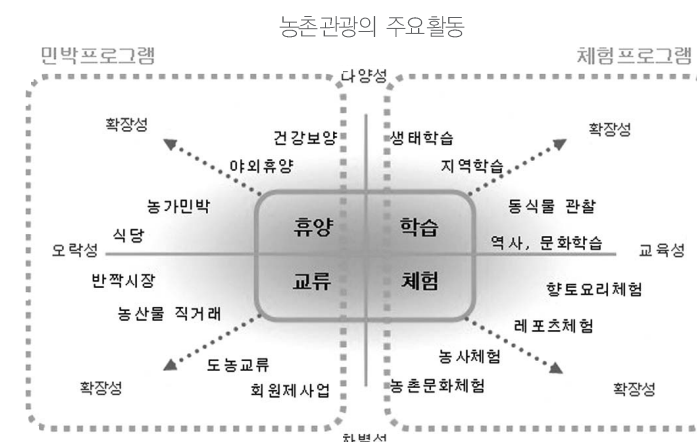 농촌관광의 주요활동
민박프로그램
체험프로그램
다양성
확장성
건강보양
생태학습
확장성
야외휴양
지역학습
농가민박
동식물 관찰
휴양
학습
식당
역사, 문화학습
오락성
교육성
교류
체험
반짝시장
향토요리체험
농산물 직거래
레포츠체험
도농교류
농사체험
확장성
회원제사업
농촌문화체험
확장성
차별성